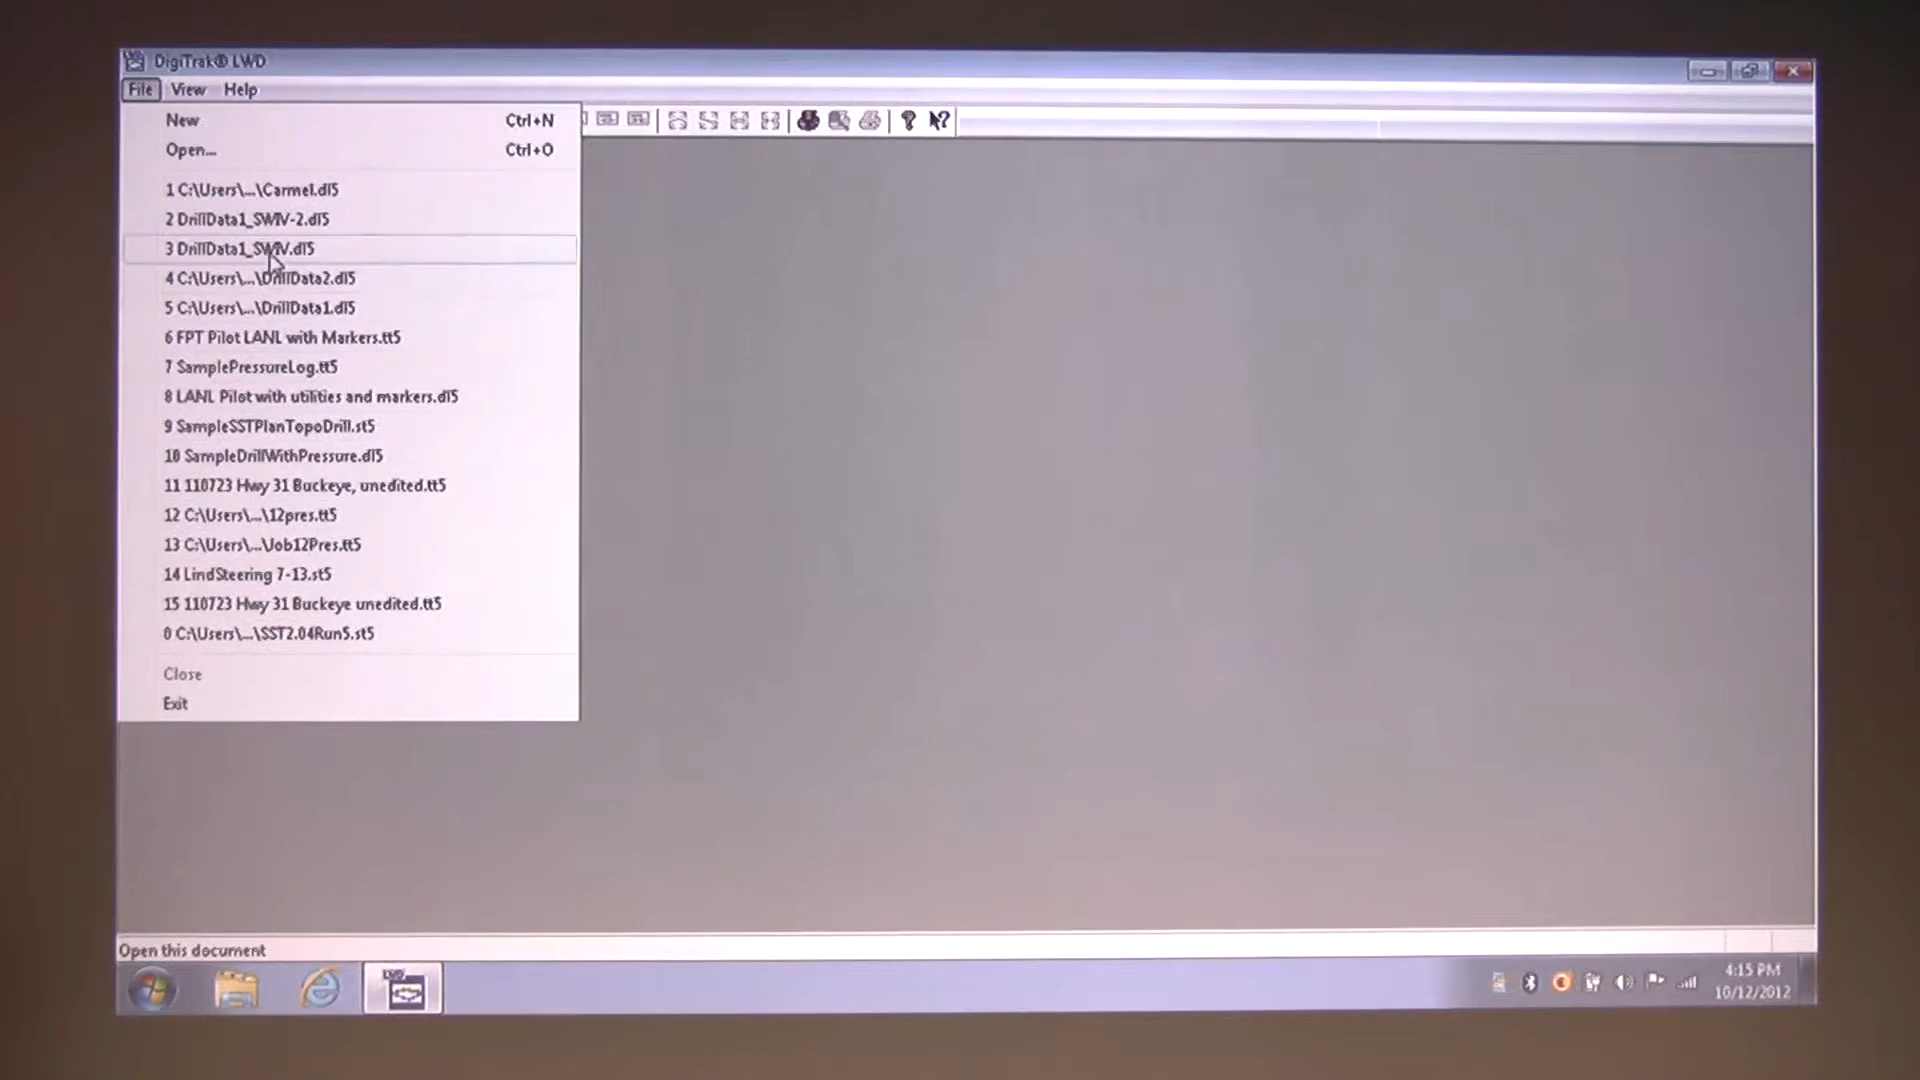 DigiTrak® LWD
File View Help
New Ctrl+N
Open... Ctrl+O
1 C:\Users\...\Carmel.dl5
2 DrillData1_SWIV-2.dl5
3 DrillData1_SWIV.dl5
4 C:\Users\...\DrillData2.dl5
5 C:\Users\...\DrillData1.dl5
6 FPT Pilot LANL with Markers.tt5
7 SamplePressureLog.tt5
8 LANL Pilot with utilities and markers.dl5
9 SampleSSTPlanTopoDrill.st5
10 SampleDrillWithPressure.dl5
11 110723 Hwy 31 Buckeye, unedited.tt5
12 C:\Users\...\12pres.tt5
13 C:\Users\...\Job12Pres.tt5
14 LindSteering 7-13.st5
15 110723 Hwy 31 Buckeye unedited.tt5
0 C:\Users\...\SST2.04Run5.st5
Close
Exit
Open this document
LWD
4:15 PM
10/12/2012